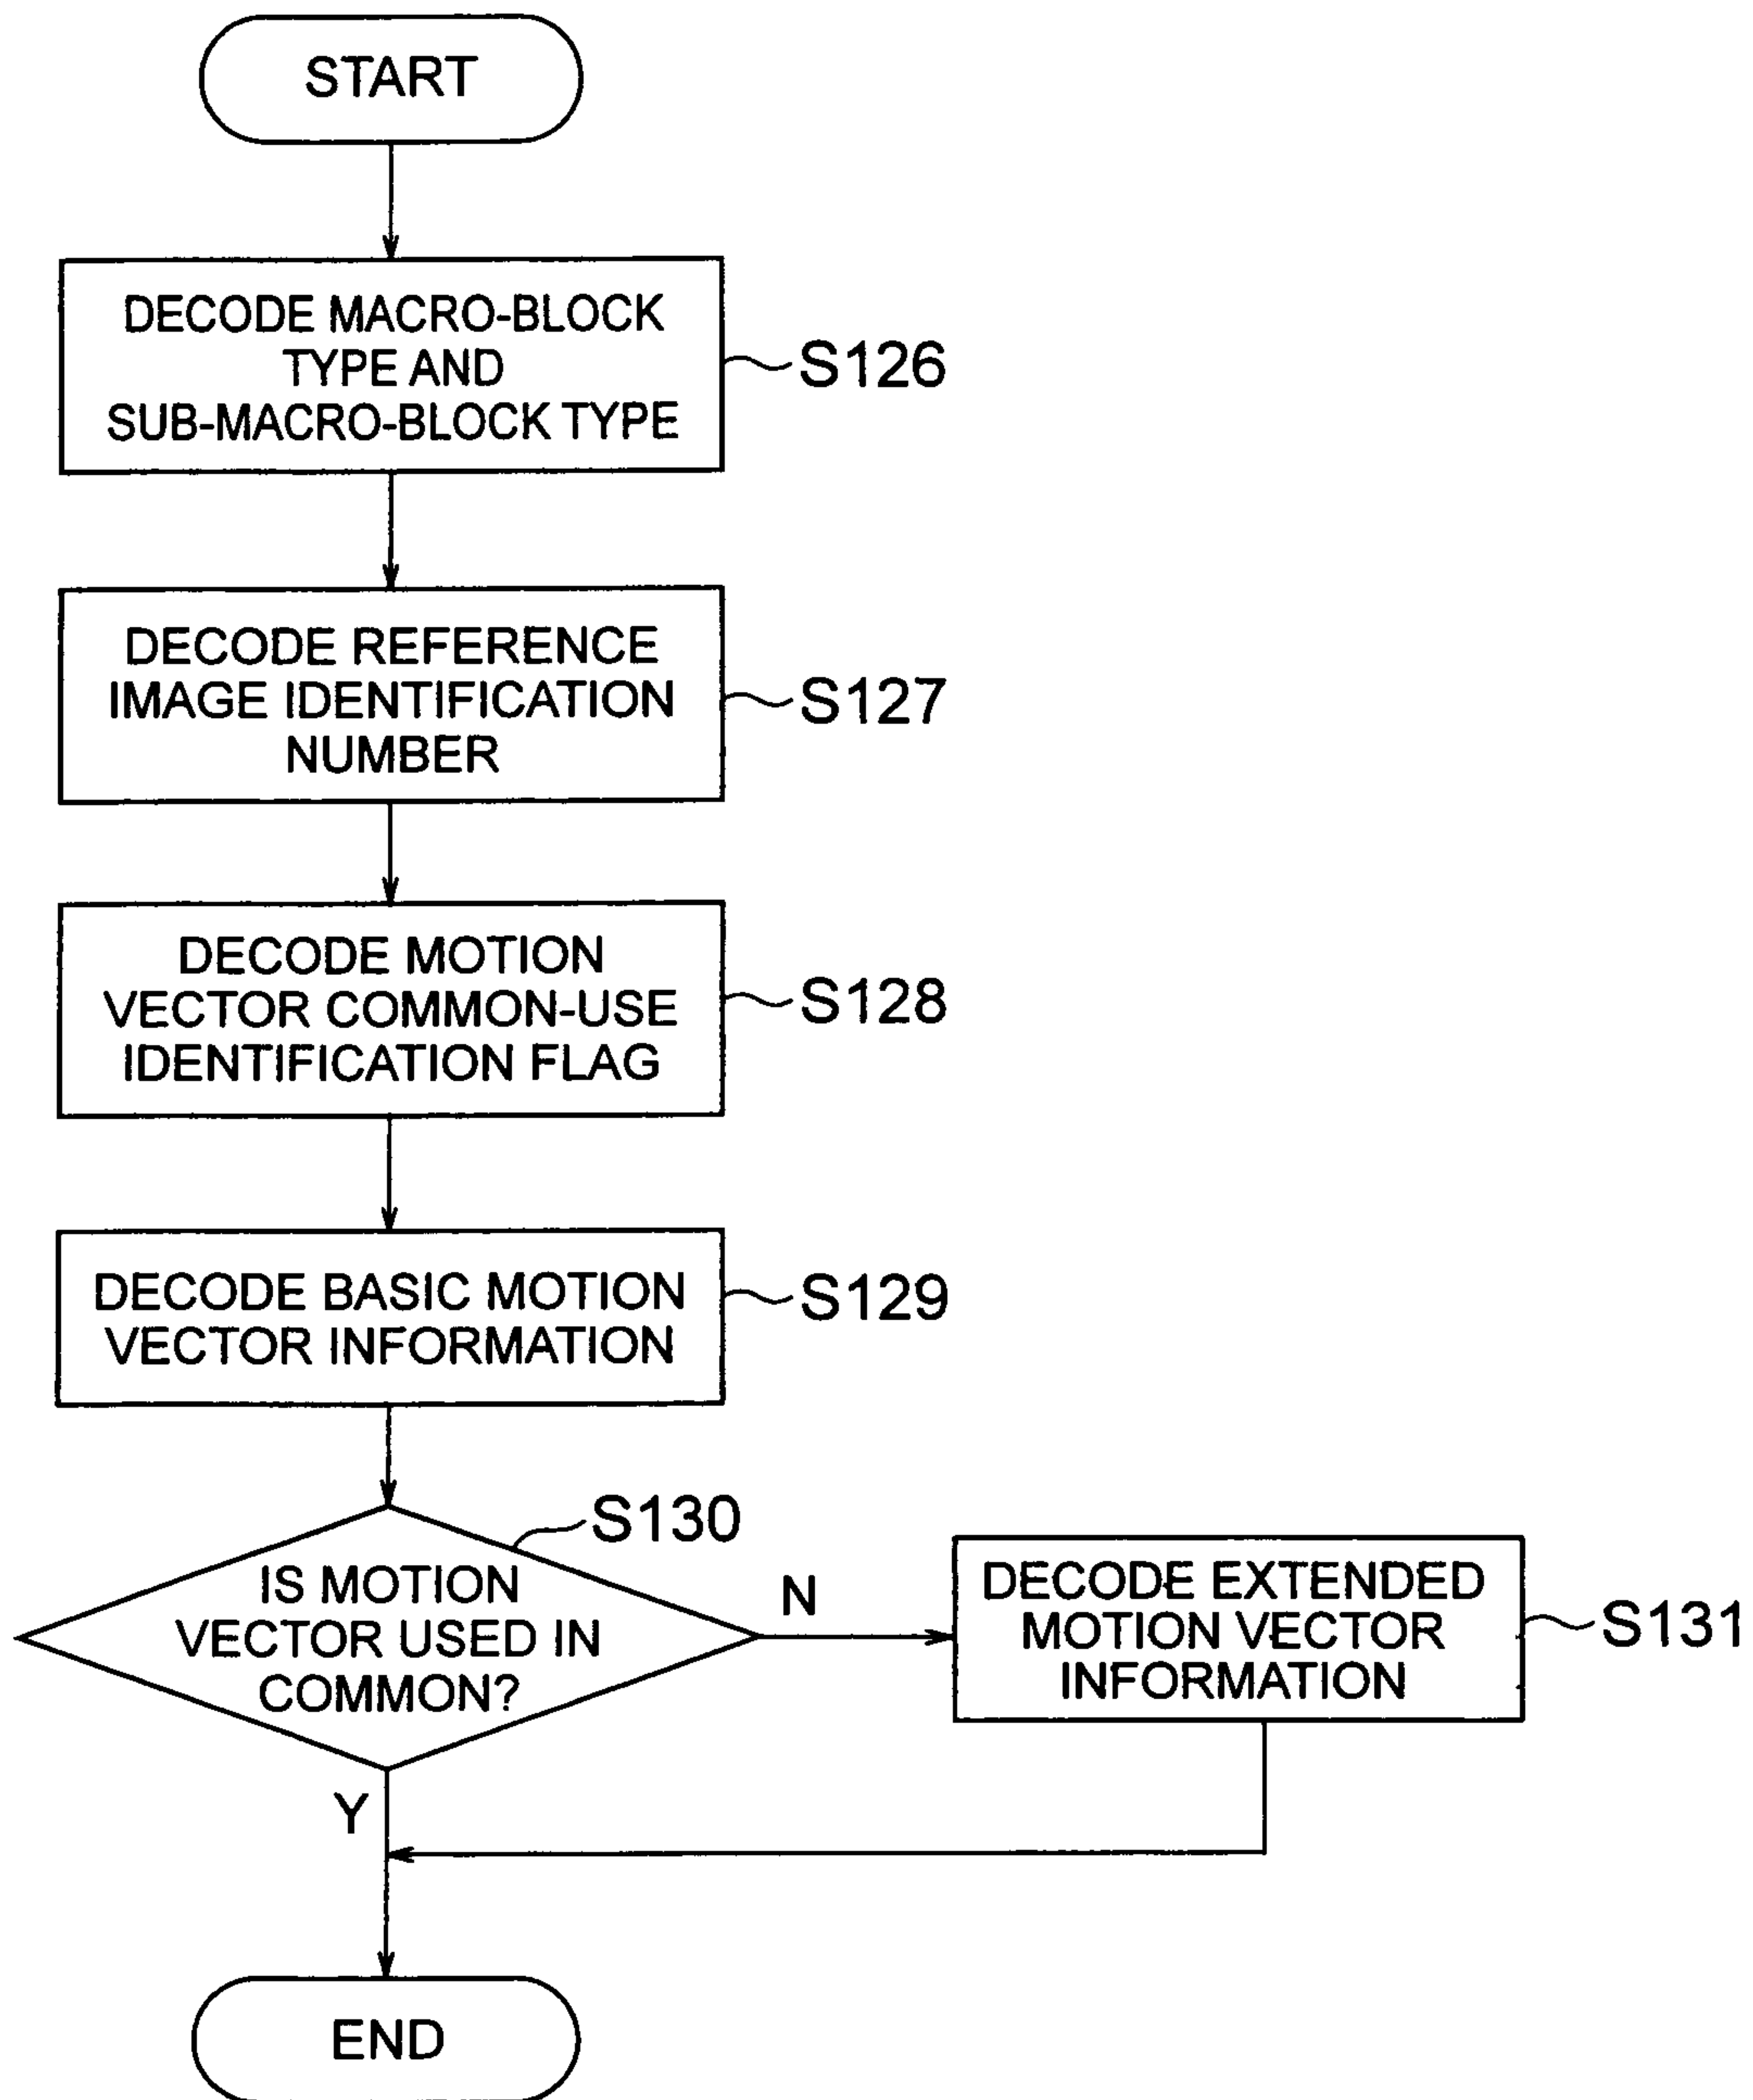 START
DECODE MACRO-BLOCK
TYPE AND
SUB-MACRO-BLOCK TYPE
S126
DECODE REFERENCE
IMAGE IDENTIFICATION
NUMBER
S127
DECODE MOTION
VECTOR COMMON-USE
IDENTIFICATION FLAG
S128
DECODE BASIC MOTION
VECTOR INFORMATION
S129
S130
IS MOTION
VECTOR USED IN
COMMON?
N
DECODE EXTENDED
MOTION VECTOR
INFORMATION
S131
Y
END